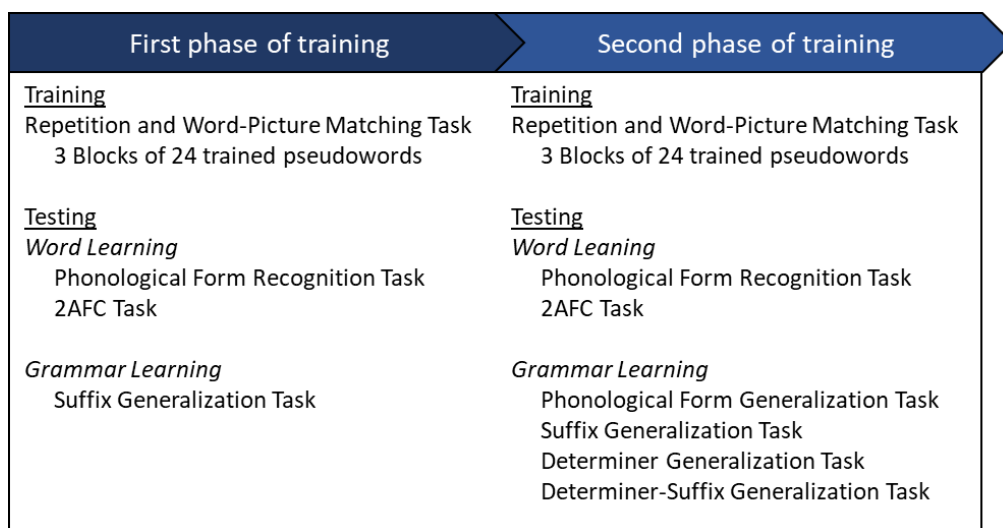 First phase of training
Training
Repetition and Word-Picture Matching Task
3 Blocks of 24 trained pseudowords
Testing
Word Learning
Phonological Form Recognition Task
2AFC Task
Grammar Learning
Suffix Generalization Task
Second phase of training
Training
Repetition and Word-Picture Matching Task
3 Blocks of 24 trained pseudowords
Testing
Word Leaning
Phonological Form Recognition Task
2AFC Task
Grammar Learning
Phonological Form Generalization Task
Suffix Generalization Task
Determiner Generalization Task
Determiner-Suffix Generalization Task